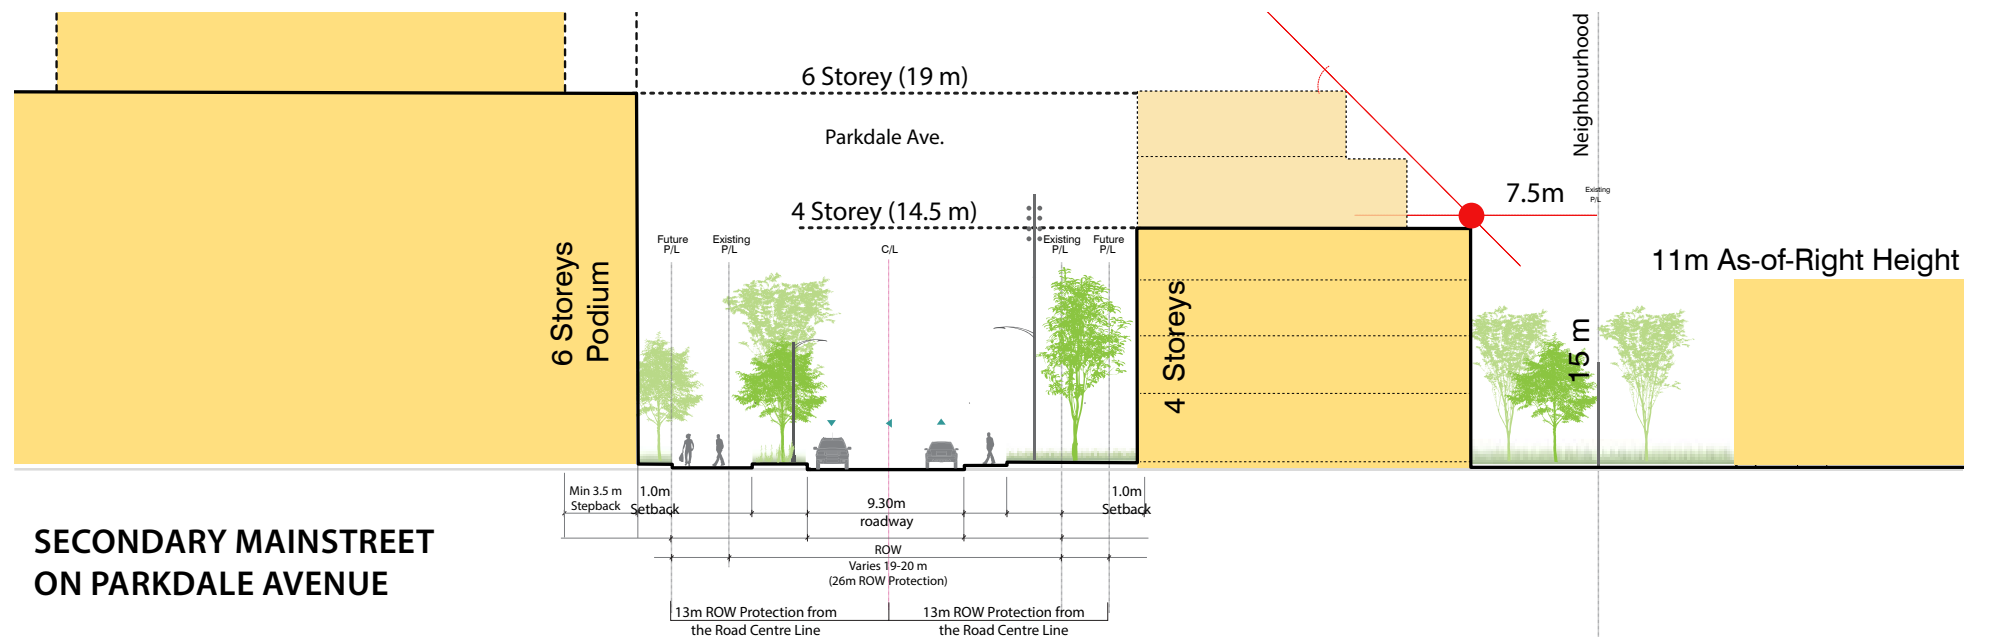 6 Storey (19 m)
Parkdale Ave.
4 Storey (14.5 m)
Neighbourhood
7.5m
Existing
P/L
11m As-of-Right Height
Future
P/L
Existing
P/L
C/L
Existing
P/L
Future
P/L
6 Storeys
Podium
4 Storeys
15 m
Min 3.5 m
Stepback
1.0m
Setback
9.30m
roadway
1.0m
Setback
ROW
Varies 19-20 m
(26m ROW Protection)
13m ROW Protection from
the Road Centre Line
13m ROW Protection from
the Road Centre Line
SECONDARY MAINSTREET
ON PARKDALE AVENUE